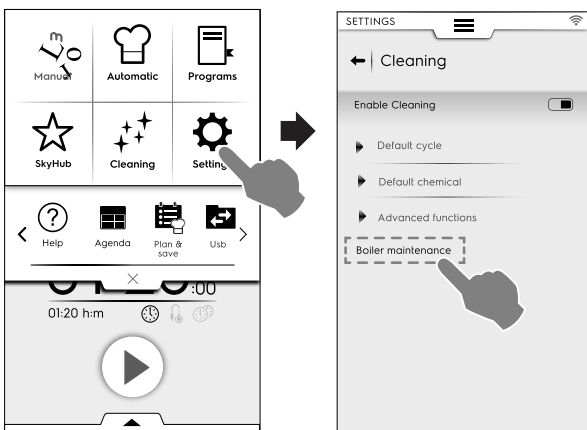 Manual
Automatic
Programs
SkyHub
Cleaning
Setting
Help
Agenda
Plan &
save
Usb
:00
01:20 h:m
SETTINGS
Cleaning
Enable Cleaning
Default cycle
Default chemical
Advanced functions
Boiler maintenance